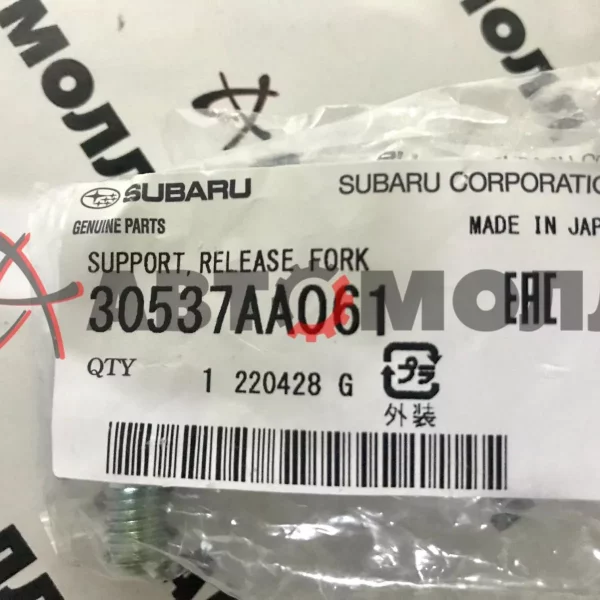 SUBARU SUBARU CORPORATIO
GENUINE PARTS MADE IN JAP
SUPPORT, RELEASE FORK
30537AA061 EAC
QTY 1 220428 G
プラ
外装
АВТОМОЛЛ